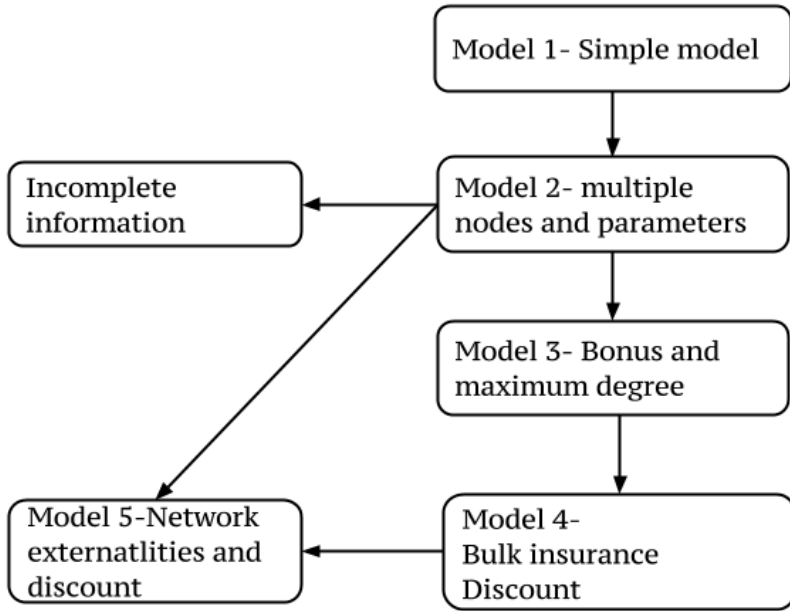 Model 1- Simple model
Incomplete
information
Model 2- multiple
nodes and parameters
Model 3- Bonus and
maximum degree
Model 5-Network
externatlities and
discount
Model 4-
Bulk insurance
Discount